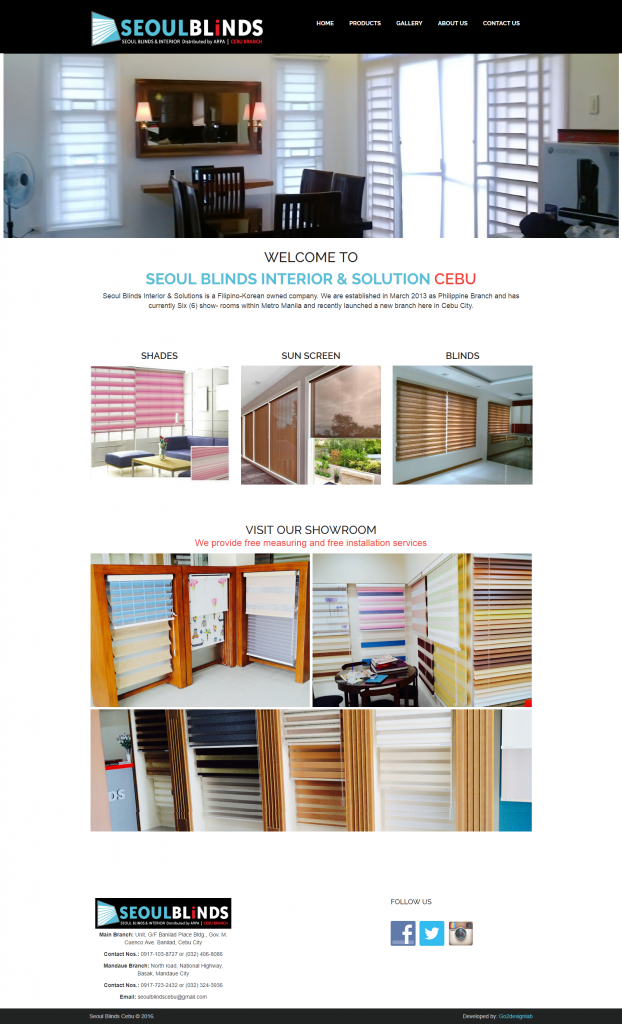 SEOULBLiNDS
SEOUL BLINDS & INTERIOR Distributed by ARPA | CEBU BRANCH
HOME PRODUCTS GALLERY ABOUT US CONTACT US
WELCOME TO
SEOUL BLINDS INTERIOR & SOLUTION CEBU
Seoul Blinds Interior & Solutions is a Filipino-Korean owned company. We are established in March 2013 as Philippine Branch and has
currently Six (6) show- rooms within Metro Manila and recently launched a new branch here in Cebu City.
SHADES SUN SCREEN BLINDS
VISIT OUR SHOWROOM
We provide free measuring and free installation services
DS
SEOULBLiNDS
SEOUL BLINDS & INTERIOR Distributed by ARPA | CEBU BRANCH
Main Branch: Unit, G/F Banilad Place Bldg., Gov. M.
Cuenco Ave. Banilad, Cebu City
Contact Nos.: 0917-103-8727 or (032) 406-8086
Mandaue Branch: North road, National Highway,
Basak, Mandaue City
Contact Nos.: 0917-723-2432 or (032) 324-3936
Email: seoulblindscebu@gmail.com
FOLLOW US
Seoul Blinds Cebu © 2016. Developed by: Go2designlab